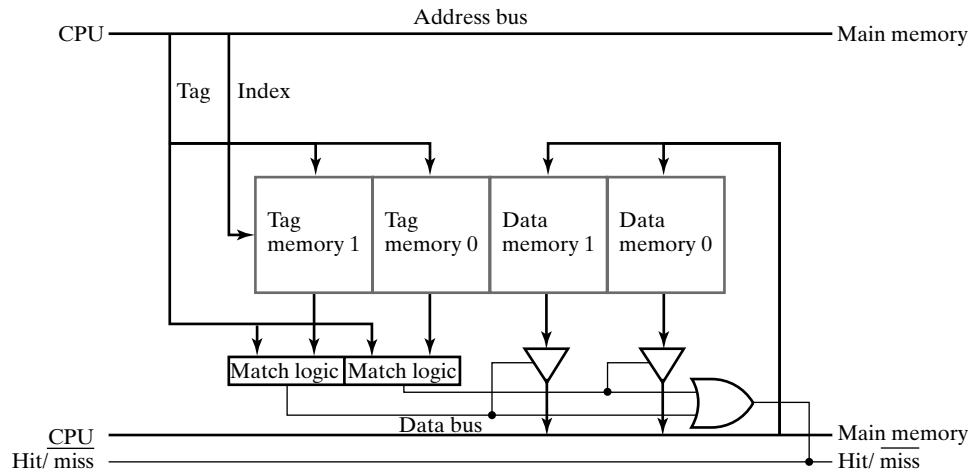 Address bus
CPU
Main memory
Tag
Index
Tag
memory 1
Tag
memory 0
Data
memory 1
Data
memory 0
Match logic
Match logic
Data bus
CPU
Main memory
Hit/ miss
Hit/ miss